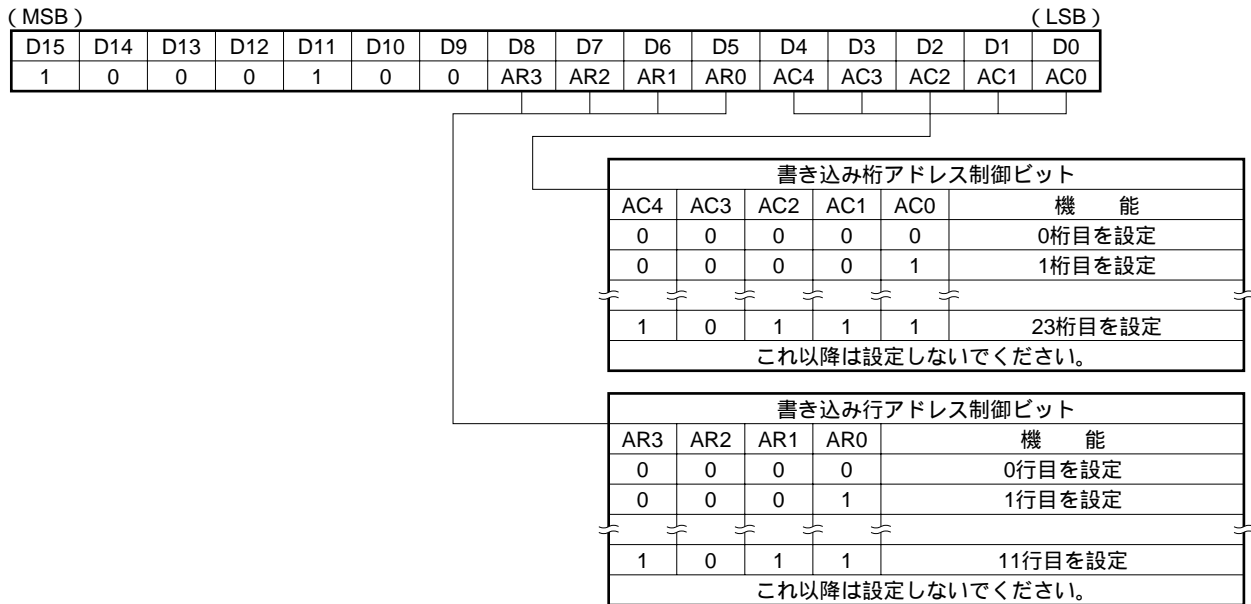 (MSB) (LSB)
D15 D14 D13 D12 D11 D10 D9 D8 D7 D6 D5 D4 D3 D2 D1 D0
1 0 0 0 1 0 0 AR3 AR2 AR1 AR0 AC4 AC3 AC2 AC1 AC0
書き込み桁アドレス制御ビット
AC4 AC3 AC2 AC1 AC0 機 能
0 0 0 0 0 0桁目を設定
0 0 0 0 1 1桁目を設定
1 0 1 1 1 23桁目を設定
これ以降は設定しないでください。
書き込み行アドレス制御ビット
AR3 AR2 AR1 AR0 機 能
0 0 0 0 0行目を設定
0 0 0 1 1行目を設定
1 0 1 1 11行目を設定
これ以降は設定しないでください。